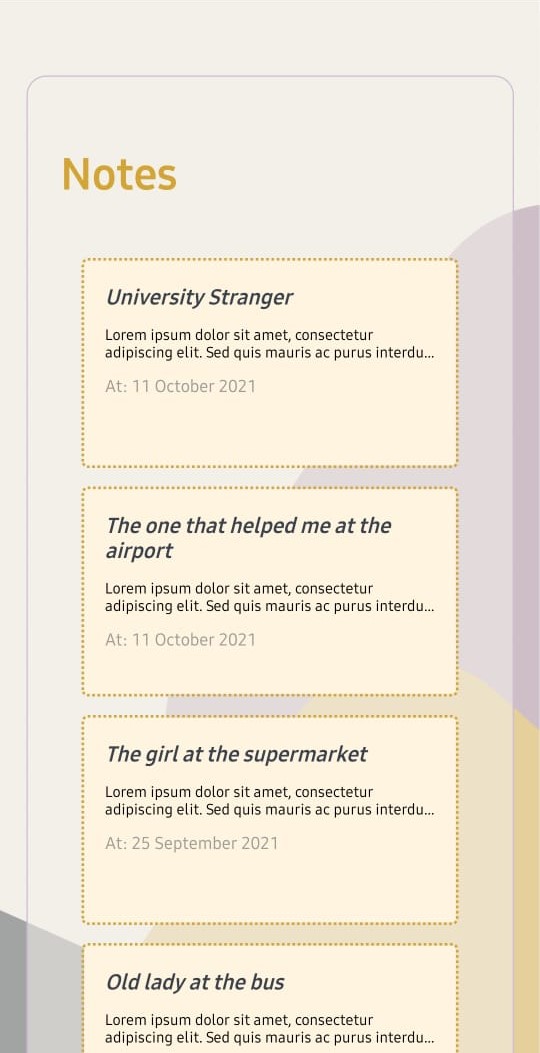 Notes
University Stranger
Lorem ipsum dolor sit amet, consectetur
adipiscing elit. Sed quis mauris ac purus interdu...
At: 11 October 2021
The one that helped me at the
airport
Lorem ipsum dolor sit amet, consectetur
adipiscing elit. Sed quis mauris ac purus interdu...
At: 11 October 2021
The girl at the supermarket
Lorem ipsum dolor sit amet, consectetur
adipiscing elit. Sed quis mauris ac purus interdu...
At: 25 September 2021
Old lady at the bus
Lorem ipsum dolor sit amet, consectetur
adipiscing elit. Sed quis mauris ac purus interdu...